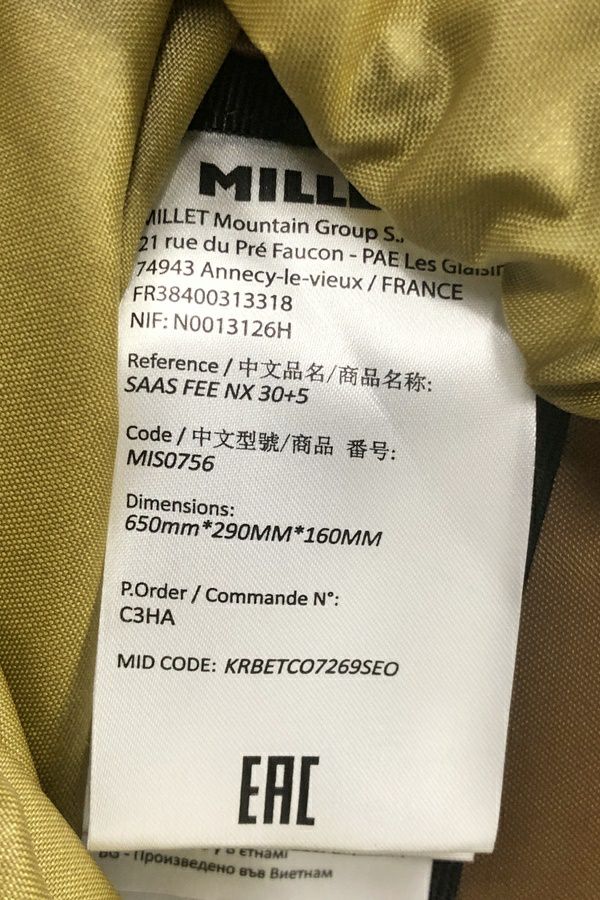 MILLET Mountain Group S.
21 rue du Pré Faucon - PAE Les
74943 Annecy-le-vieux / FRANCE
FR38400313318
NIF: N0013126H
Reference / 中文品名/商品名称:
SAAS FEE NX 30+5
Code / 中文型號/商品 番号:
MIS0756
Dimensions:
650mm*290MM*160MM
P.Order / Commande N°:
C3HA
MID CODE: KRBETCO7269SEO
EAC
BG - Произведено във Виетнам